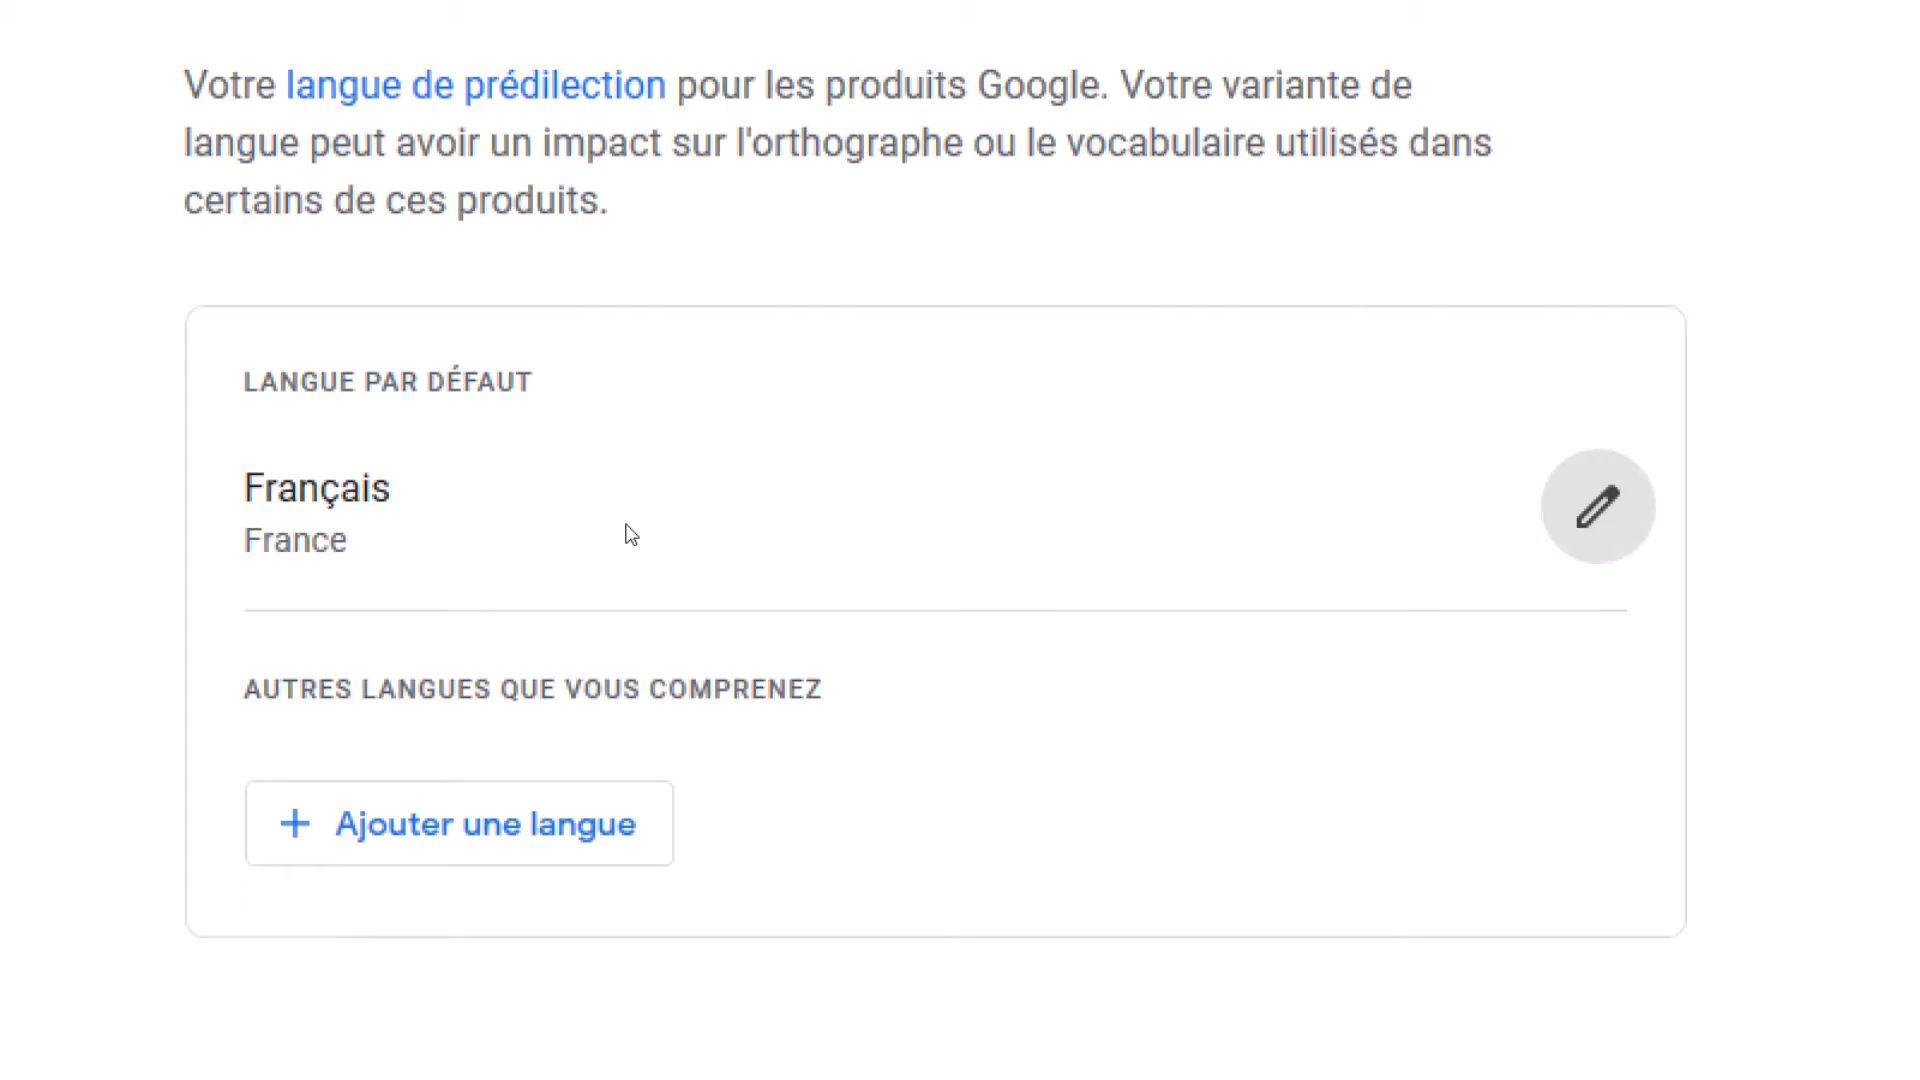 Votre langue de prédilection pour les produits Google. Votre variante de
langue peut avoir un impact sur l'orthographe ou le vocabulaire utilisés dans
certains de ces produits.
LANGUE PAR DÉFAUT
Français
France
AUTRES LANGUES QUE VOUS COMPRENEZ
+ Ajouter une langue